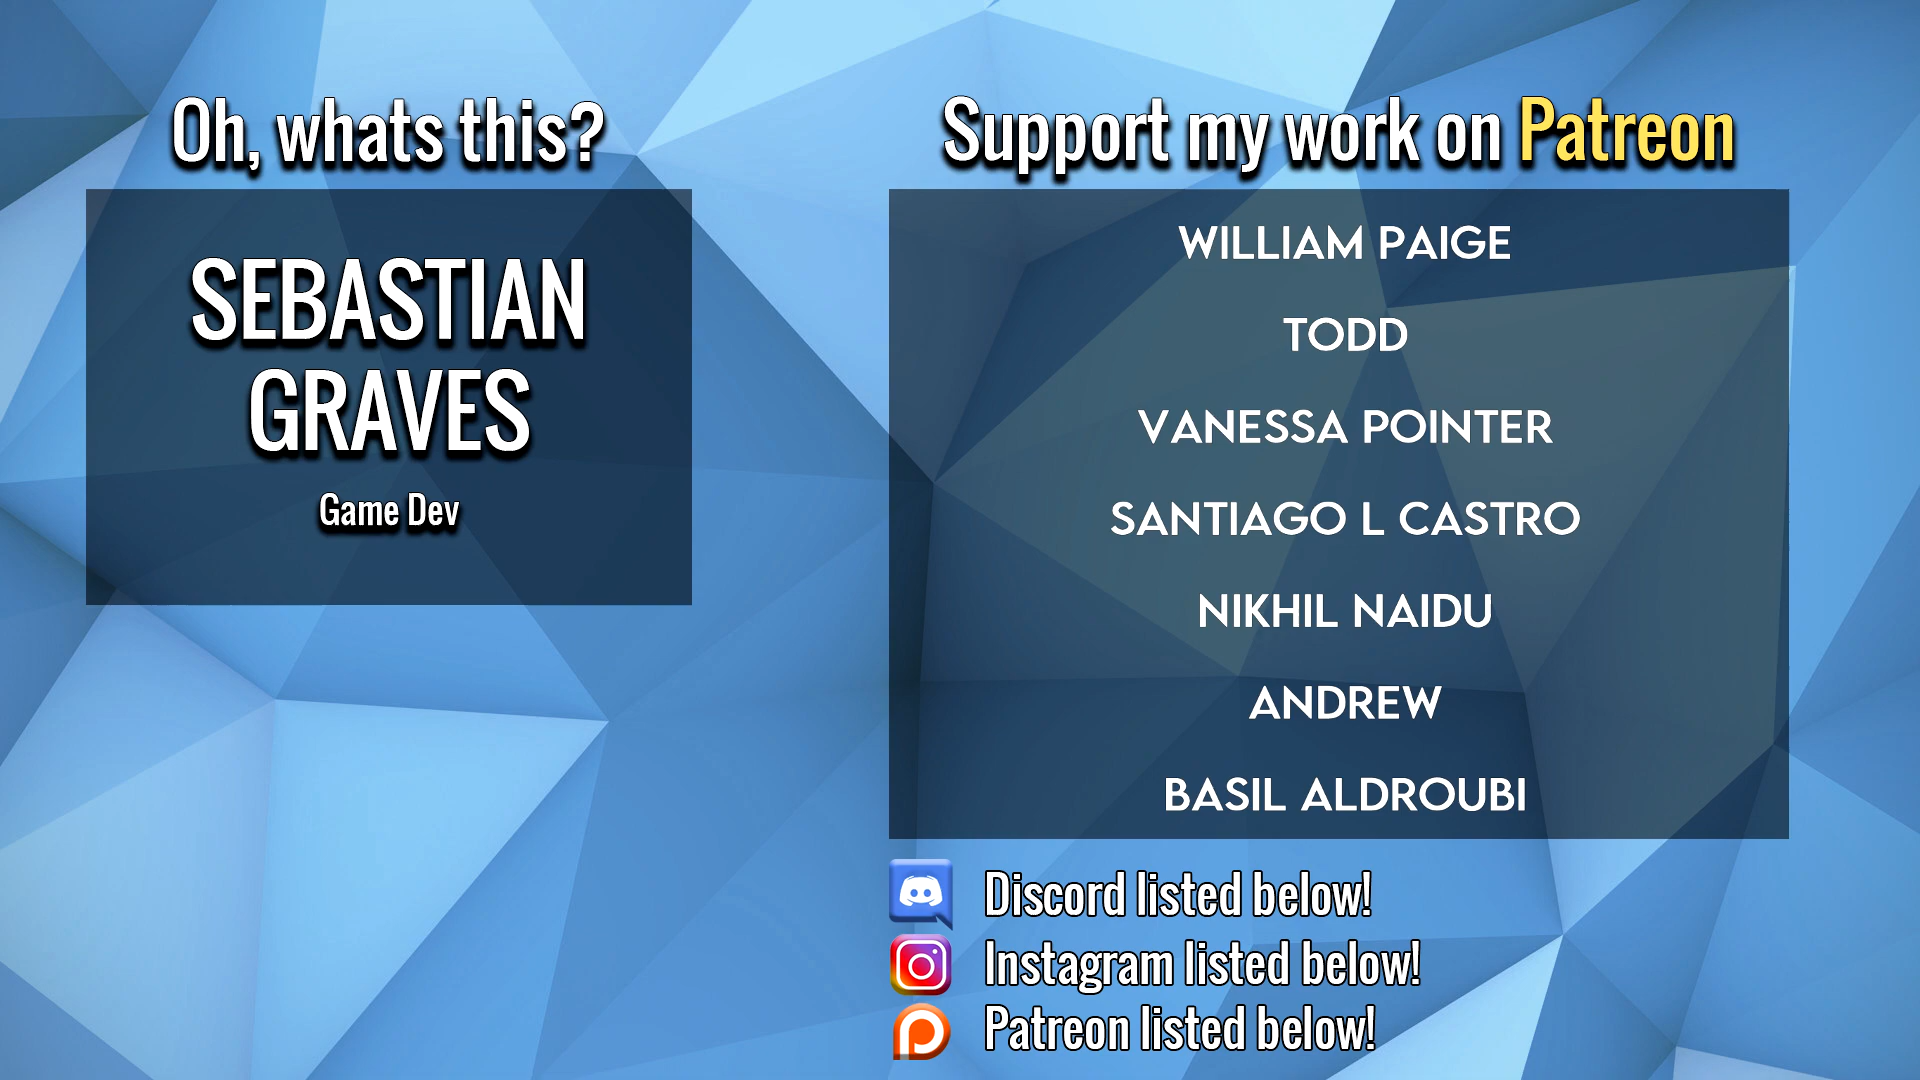 Oh, whats this?
SEBASTIAN
GRAVES
Game Dev
Support my work on Patreon
WILLIAM PAIGE
TODD
VANESSA POINTER
SANTIAGO L CASTRO
NIKHIL NAIDU
ANDREW
BASIL ALDROUBI
Discord listed below!
Instagram listed below!
Patreon listed below!